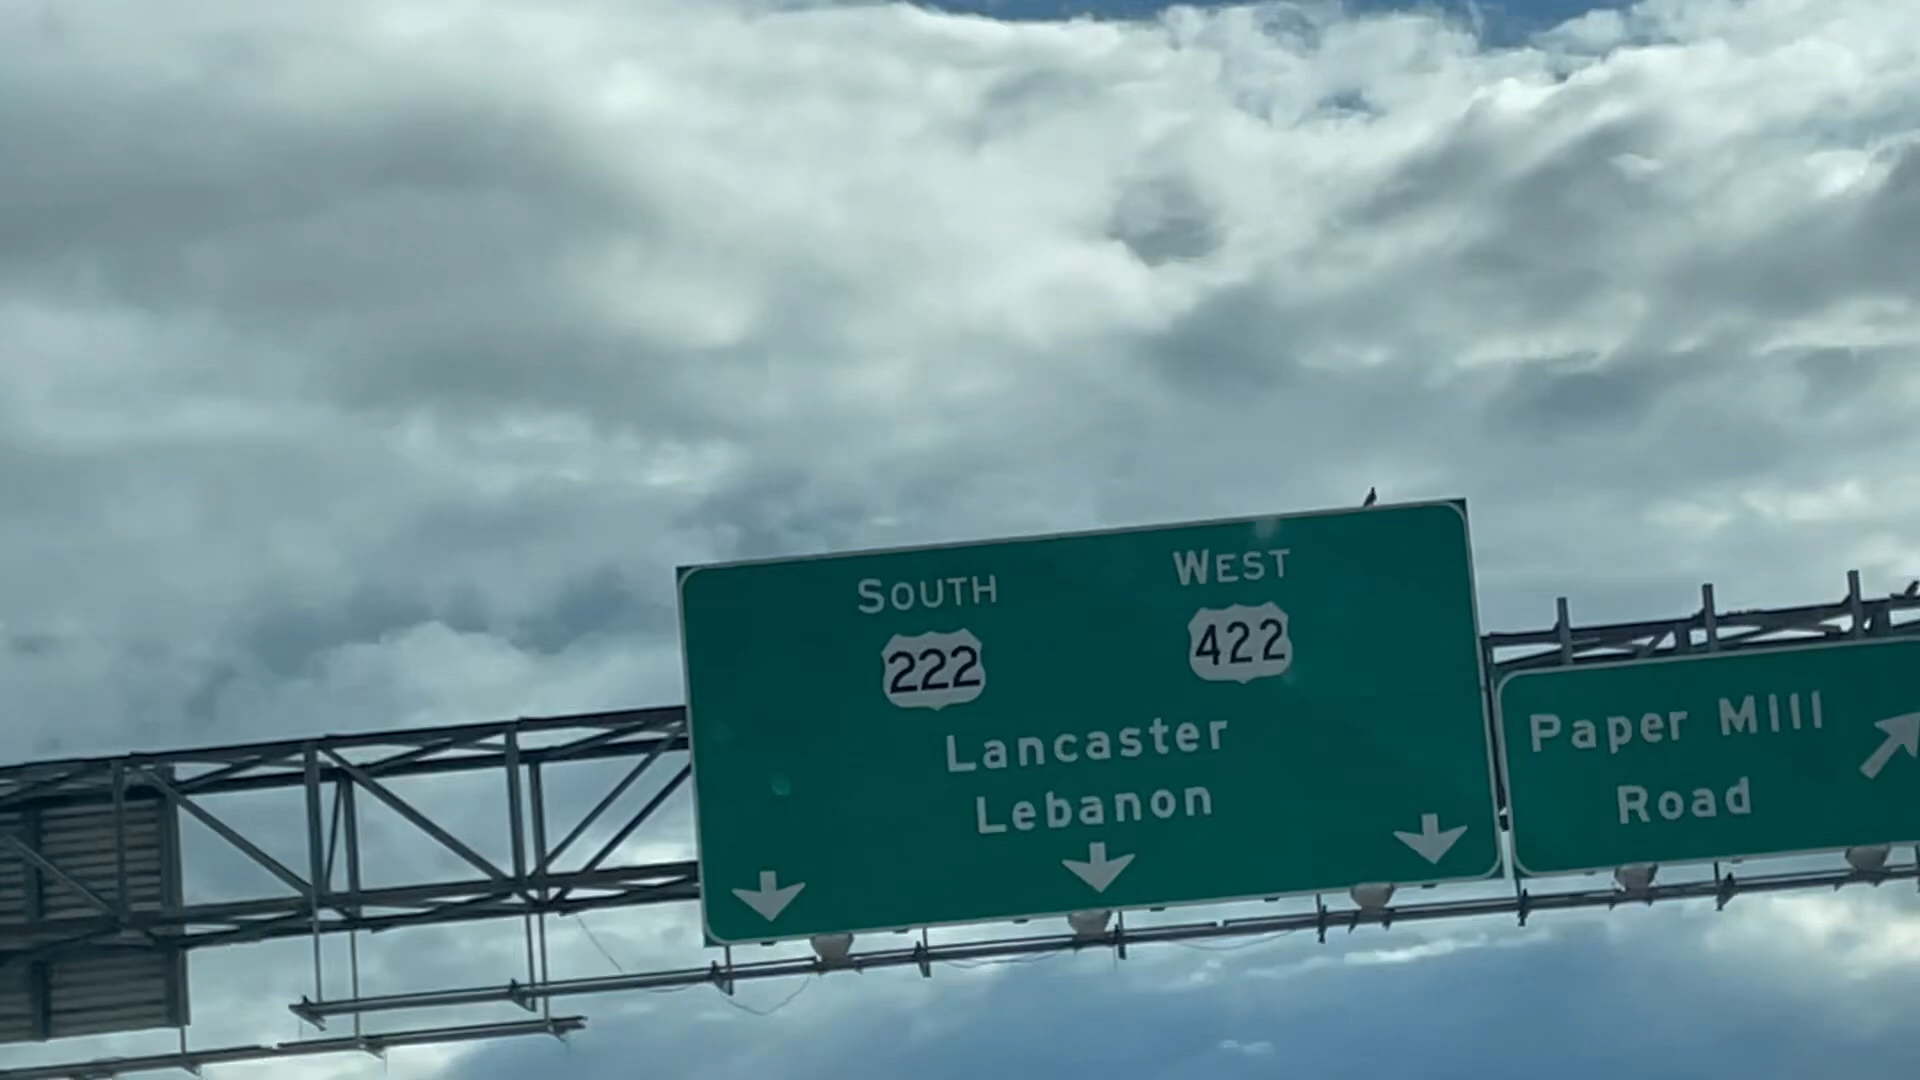 SOUTH WEST
222 422
Lancaster
Lebanon
Paper Mill
Road